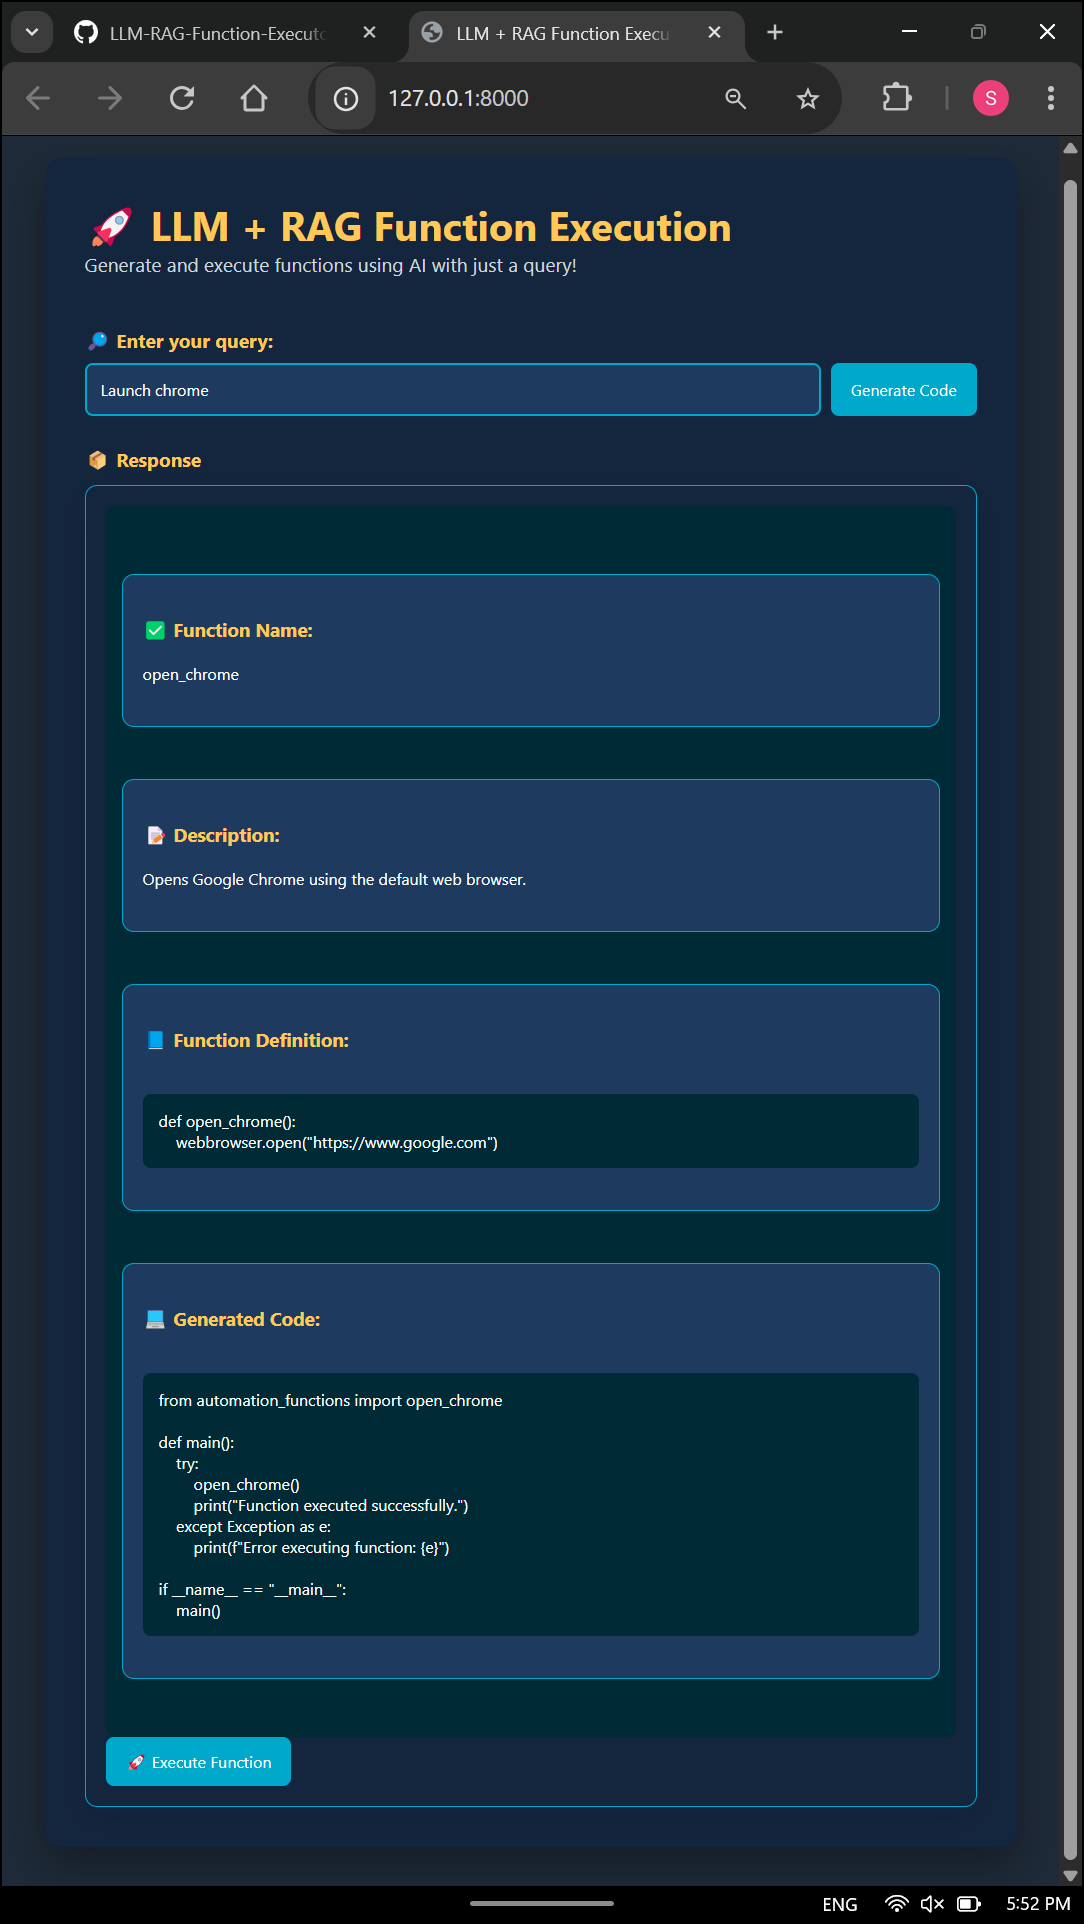 LLM-RAG-Function-Executo
LLM + RAG Function Execu
127.0.0.1:8000
S
🚀 LLM + RAG Function Execution
Generate and execute functions using AI with just a query!
🔎 Enter your query:
Launch chrome
Generate Code
📦 Response
✅ Function Name:
open_chrome
📝 Description:
Opens Google Chrome using the default web browser.
📘 Function Definition:
def open_chrome():
    webbrowser.open("https://www.google.com")
💻 Generated Code:
from automation_functions import open_chrome
def main():
    try:
        open_chrome()
        print("Function executed successfully.")
    except Exception as e:
        print(f"Error executing function: {e}")
if __name__ == "__main__":
    main()
🚀 Execute Function
ENG
5:52 PM